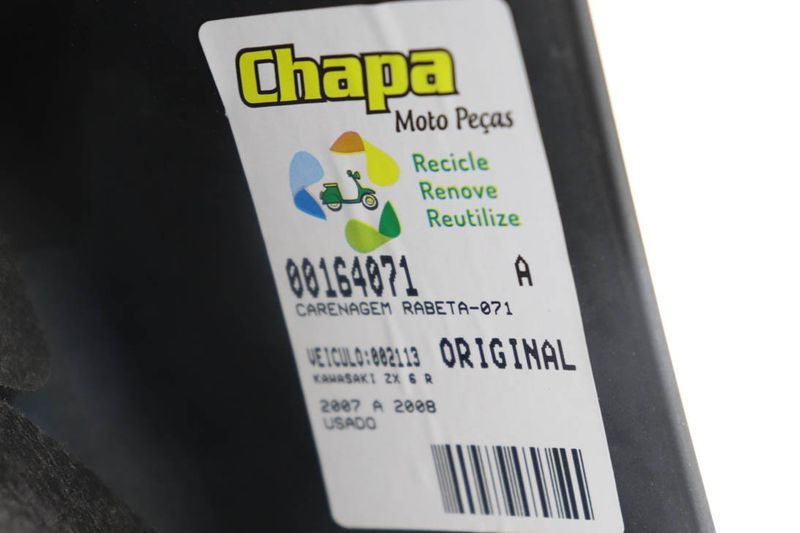 Chapa
Moto Peças
Recicle
Renove
Reutilize
00164071 A
CARENAGEM RABETA-071
VEICULO:002113 ORIGINAL
KAWASAKI ZX 6 R
2007 A 2008
USADO